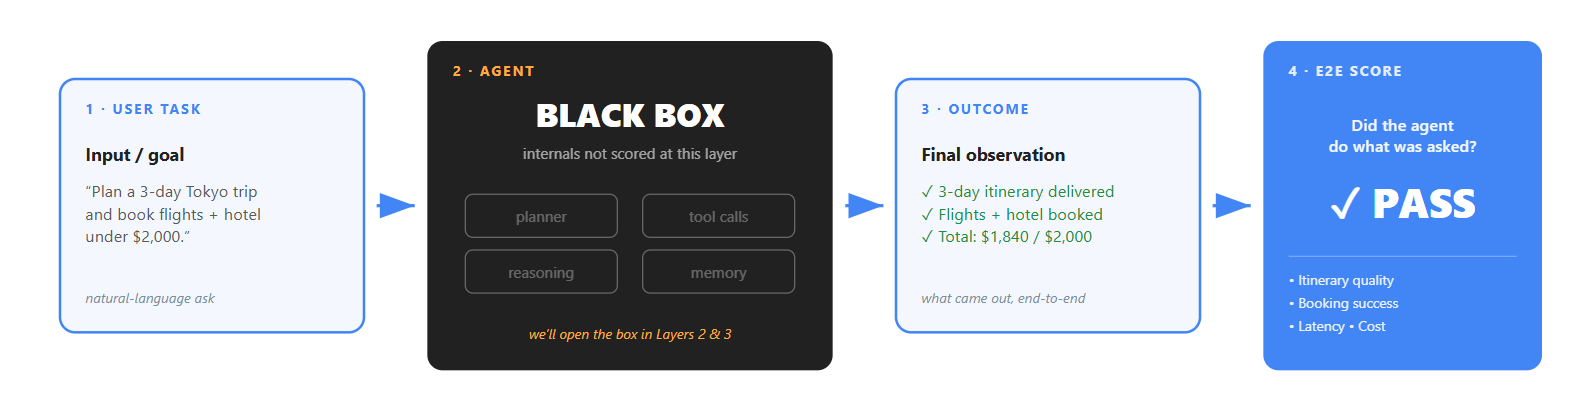 1 · USER TASK
Input / goal
“Plan a 3-day Tokyo trip
and book flights + hotel
under $2,000.”
natural-language ask
2 · AGENT
BLACK BOX
internals not scored at this layer
planner
tool calls
reasoning
memory
we’ll open the box in Layers 2 & 3
3 · OUTCOME
Final observation
✓ 3-day itinerary delivered
✓ Flights + hotel booked
✓ Total: $1,840 / $2,000
what came out, end-to-end
4 · E2E SCORE
Did the agent
do what was asked?
✓ PASS
• Itinerary quality
• Booking success
• Latency • Cost